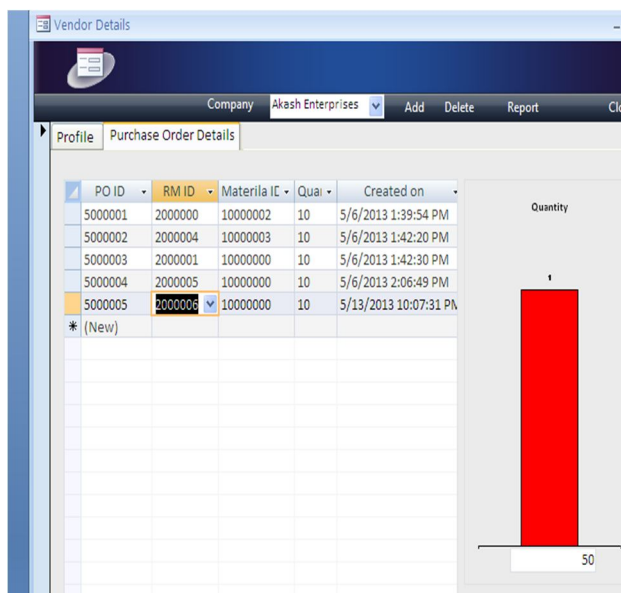 Vendor Details
Company Akash Enterprises Add Delete Report Clo
Profile Purchase Order Details
PO ID RM ID Materila ID Quai Created on
5000001 2000000 10000002 10 5/6/2013 1:39:54 PM
5000002 2000004 10000003 10 5/6/2013 1:42:20 PM
5000003 2000001 10000000 10 5/6/2013 1:42:30 PM
5000004 2000005 10000000 10 5/6/2013 2:06:49 PM
5000005 2000006 10000000 10 5/13/2013 10:07:31 PM
(New)
Quantity
1
50